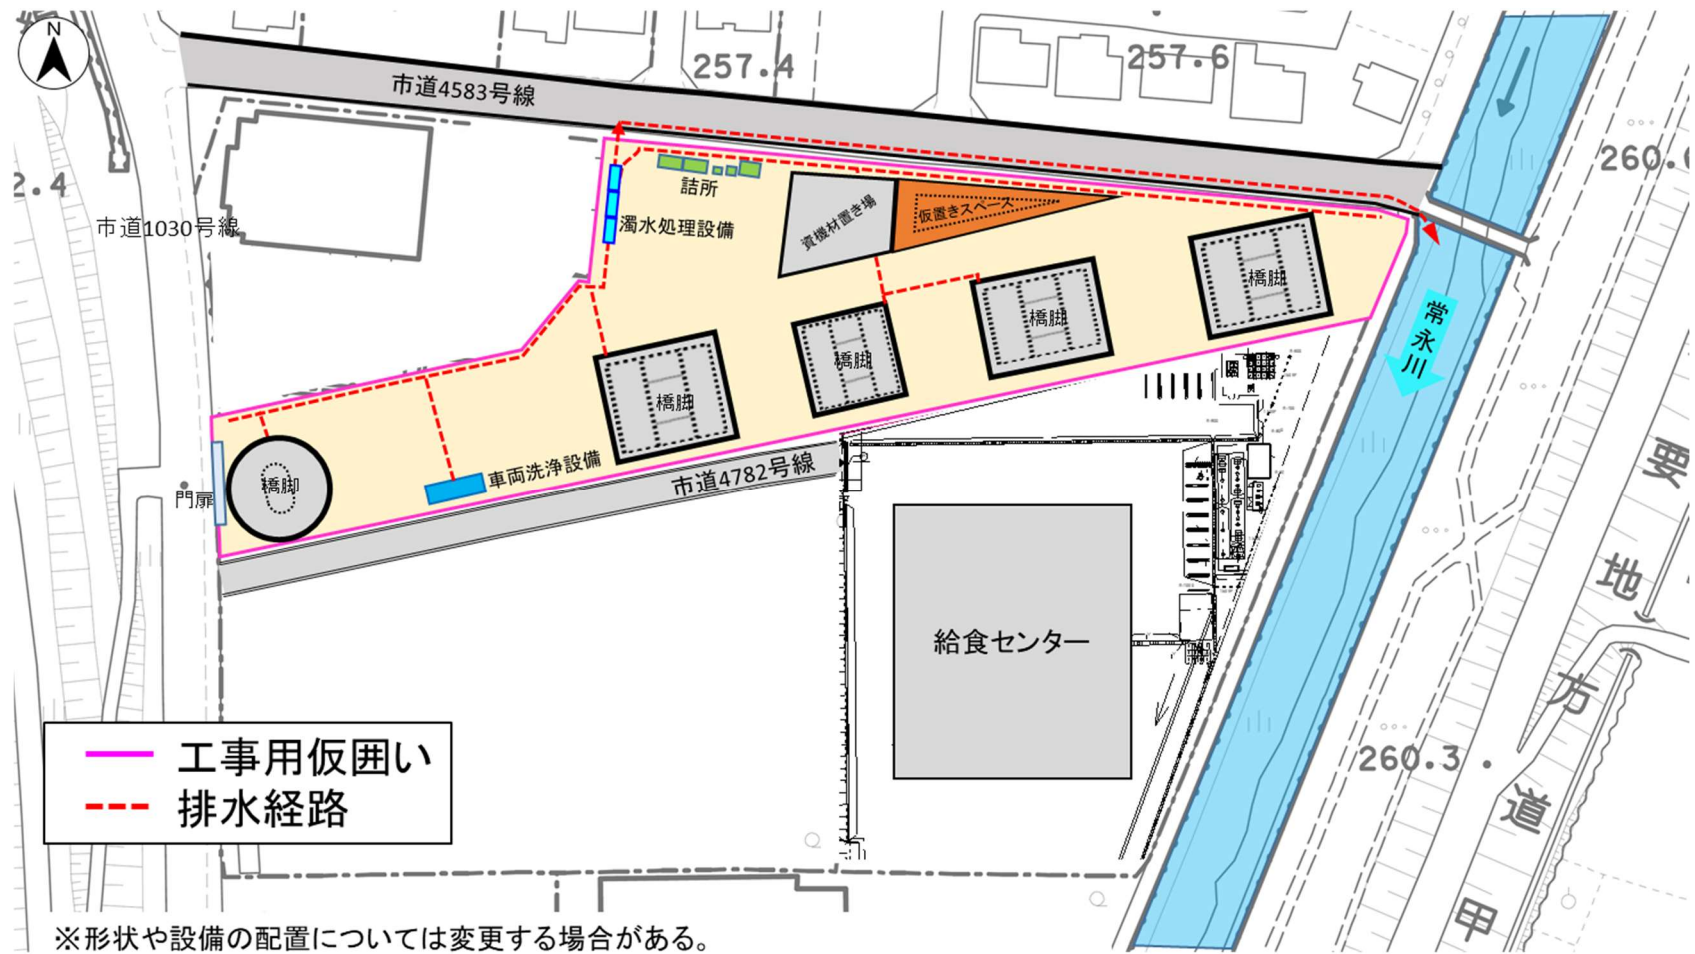 N
257.4
257.6
市道4583号線
2.4
260.
市道1030号線
詰所
濁水処理設備
資機材置き場
仮置きスペース
橋脚
橋脚
橋脚
橋脚
橋脚
常永川
門扉
車両洗浄設備
市道4782号線
給食センター
要
地
方
道
甲
260.3
工事用仮囲い
排水経路
※形状や設備の配置については変更する場合がある。